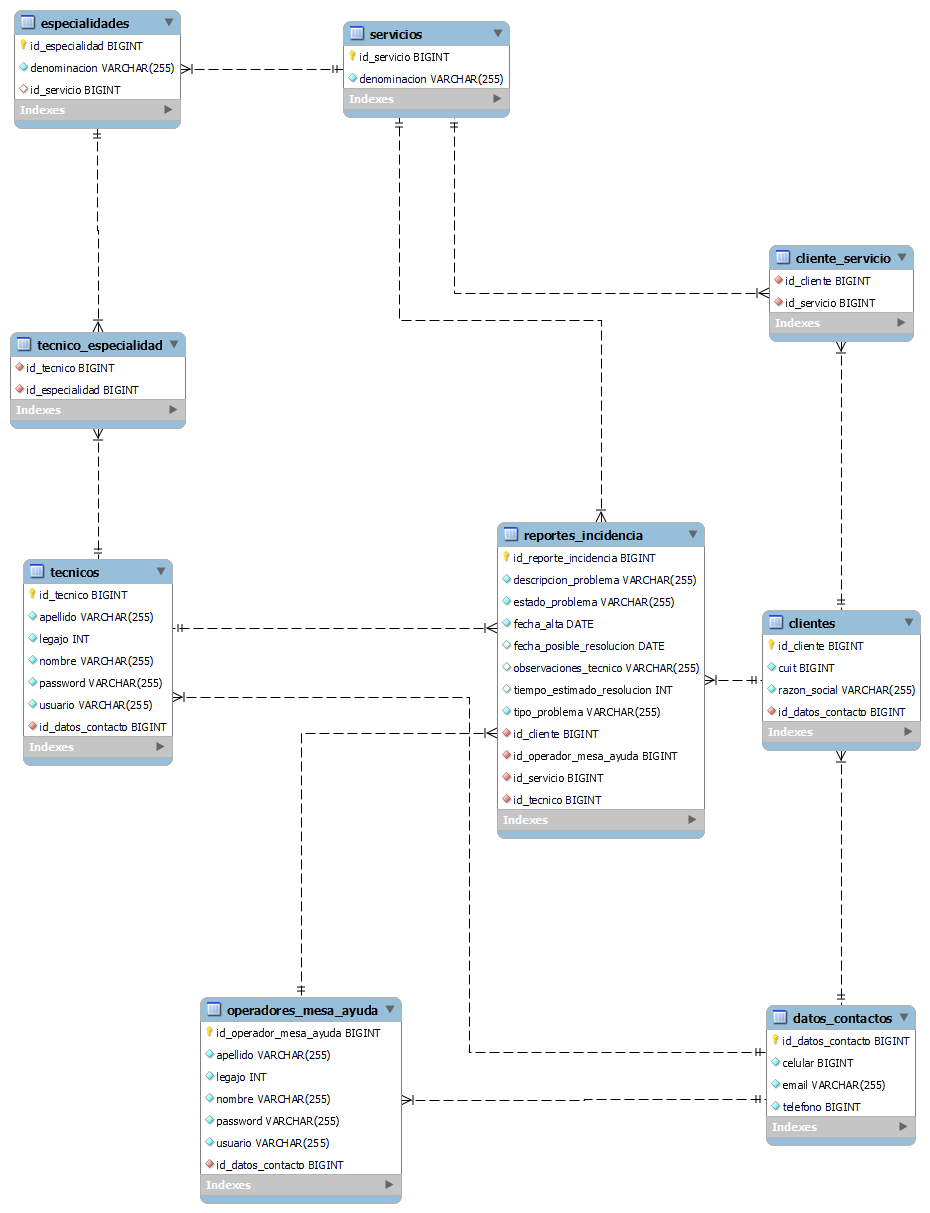 especialidades
id_especialidad BIGINT
denominacion VARCHAR(255)
id_servicio BIGINT
Indexes
servicios
id_servicio BIGINT
denominacion VARCHAR(255)
Indexes
cliente_servicio
id_cliente BIGINT
id_servicio BIGINT
Indexes
tecnico_especialidad
id_tecnico BIGINT
id_especialidad BIGINT
Indexes
tecnicos
id_tecnico BIGINT
apellido VARCHAR(255)
legajo INT
nombre VARCHAR(255)
password VARCHAR(255)
usuario VARCHAR(255)
id_datos_contacto BIGINT
Indexes
reportes_incidencia
id_reporte_incidencia BIGINT
descripcion_problema VARCHAR(255)
estado_problema VARCHAR(255)
fecha_alta DATE
fecha_posible_resolucion DATE
observaciones_tecnico VARCHAR(255)
tiempo_estimado_resolucion INT
tipo_problema VARCHAR(255)
id_cliente BIGINT
id_operador_mesa_ayuda BIGINT
id_servicio BIGINT
id_tecnico BIGINT
Indexes
clientes
id_cliente BIGINT
cuit BIGINT
razon_social VARCHAR(255)
id_datos_contacto BIGINT
Indexes
operadores_mesa_ayuda
id_operador_mesa_ayuda BIGINT
apellido VARCHAR(255)
legajo INT
nombre VARCHAR(255)
password VARCHAR(255)
usuario VARCHAR(255)
id_datos_contacto BIGINT
Indexes
datos_contactos
id_datos_contacto BIGINT
celular BIGINT
email VARCHAR(255)
telefono BIGINT
Indexes